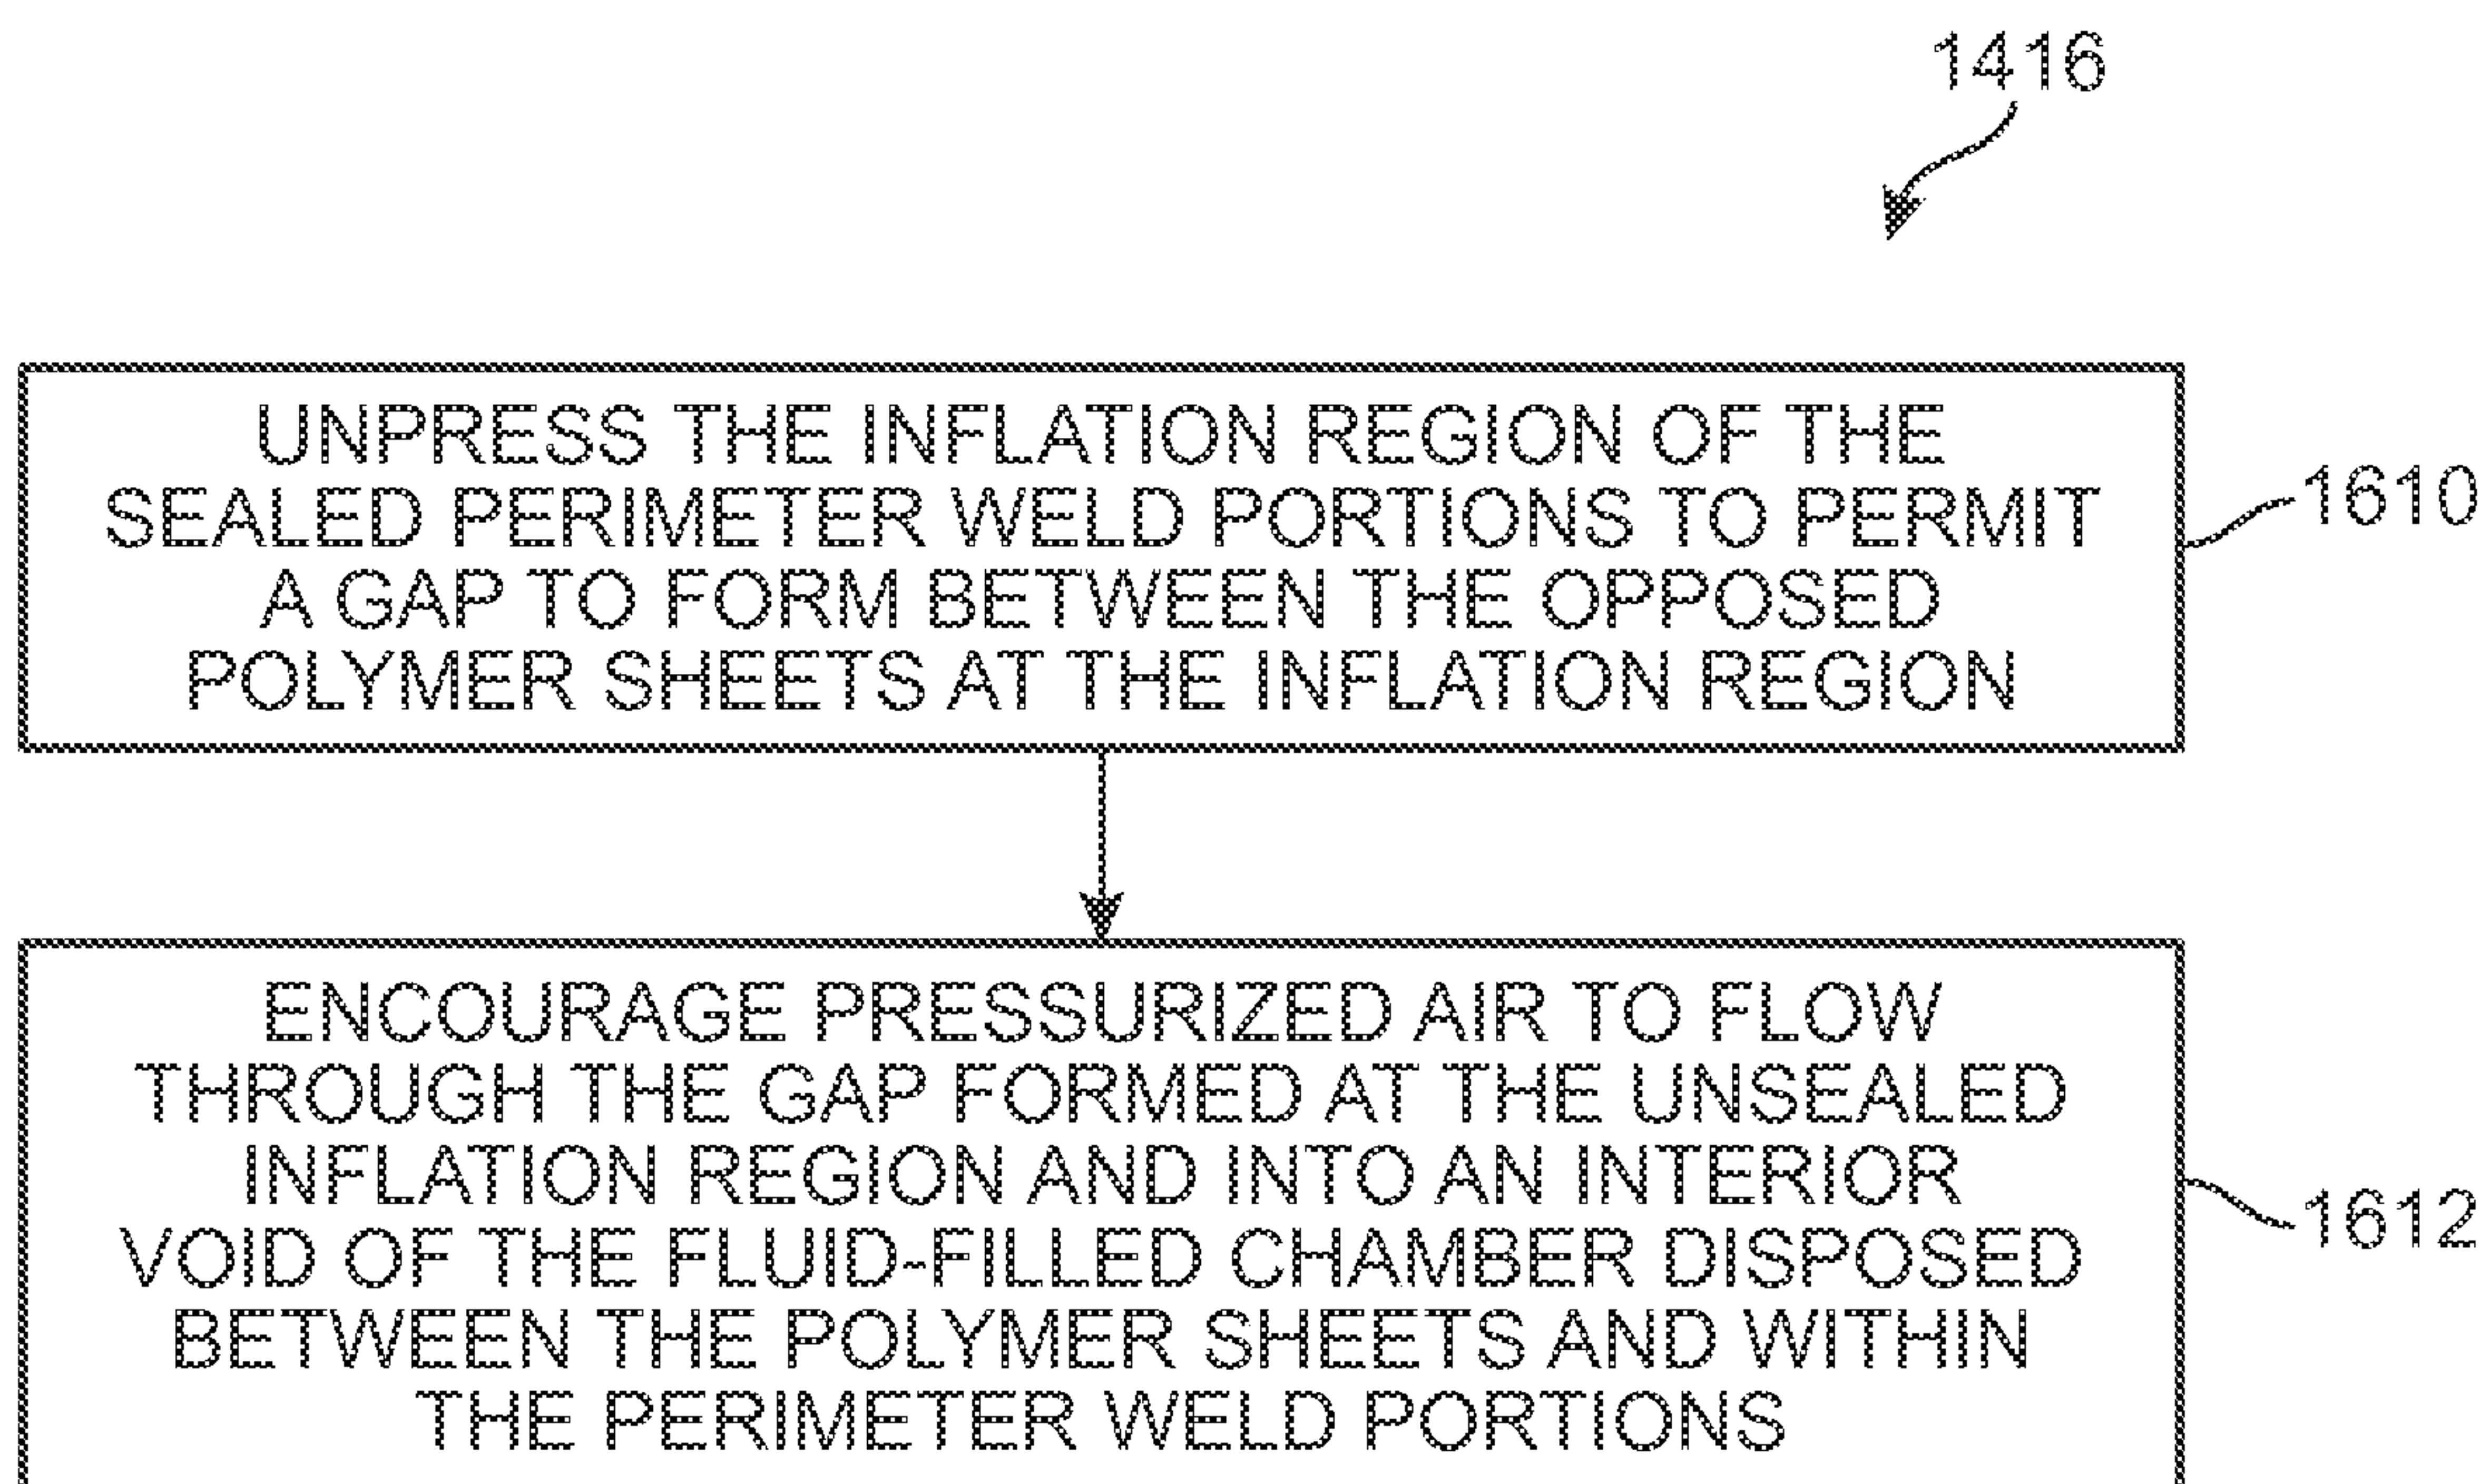 1416
UNPRESS THE INFLATION REGION OF THE
SEALED PERIMETER WELD PORTIONS TO PERMIT
A GAP TO FORM BETWEEN THE OPPOSED
POLYMER SHEETS AT THE INFLATION REGION
1610
ENCOURAGE PRESSURIZED AIR TO FLOW
THROUGH THE GAP FORMED AT THE UNSEALED
INFLATION REGION AND INTO AN INTERIOR
VOID OF THE FLUID-FILLED CHAMBER DISPOSED
BETWEEN THE POLYMER SHEETS AND WITHIN
THE PERIMETER WELD PORTIONS
1612